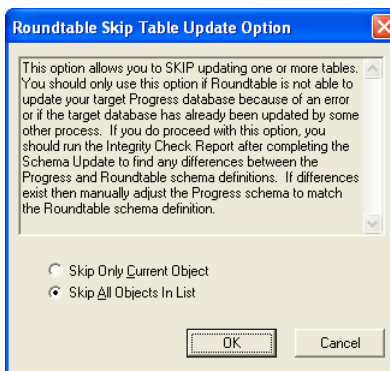 Roundtable Skip Table Update Option
This option allows you to SKIP updating one or more tables.
You should only use this option if Roundtable is not able to
update your target Progress database because of an error
or if the target database has already been updated by some
other process.  If you do proceed with this option, you
should run the Integrity Check Report after completing the
Schema Update to find any differences between the
Progress and Roundtable schema definitions.  If differences
exist then manually adjust the Progress schema to match
the Roundtable schema definition.
Skip Only Current Object
Skip All Objects In List
OK Cancel